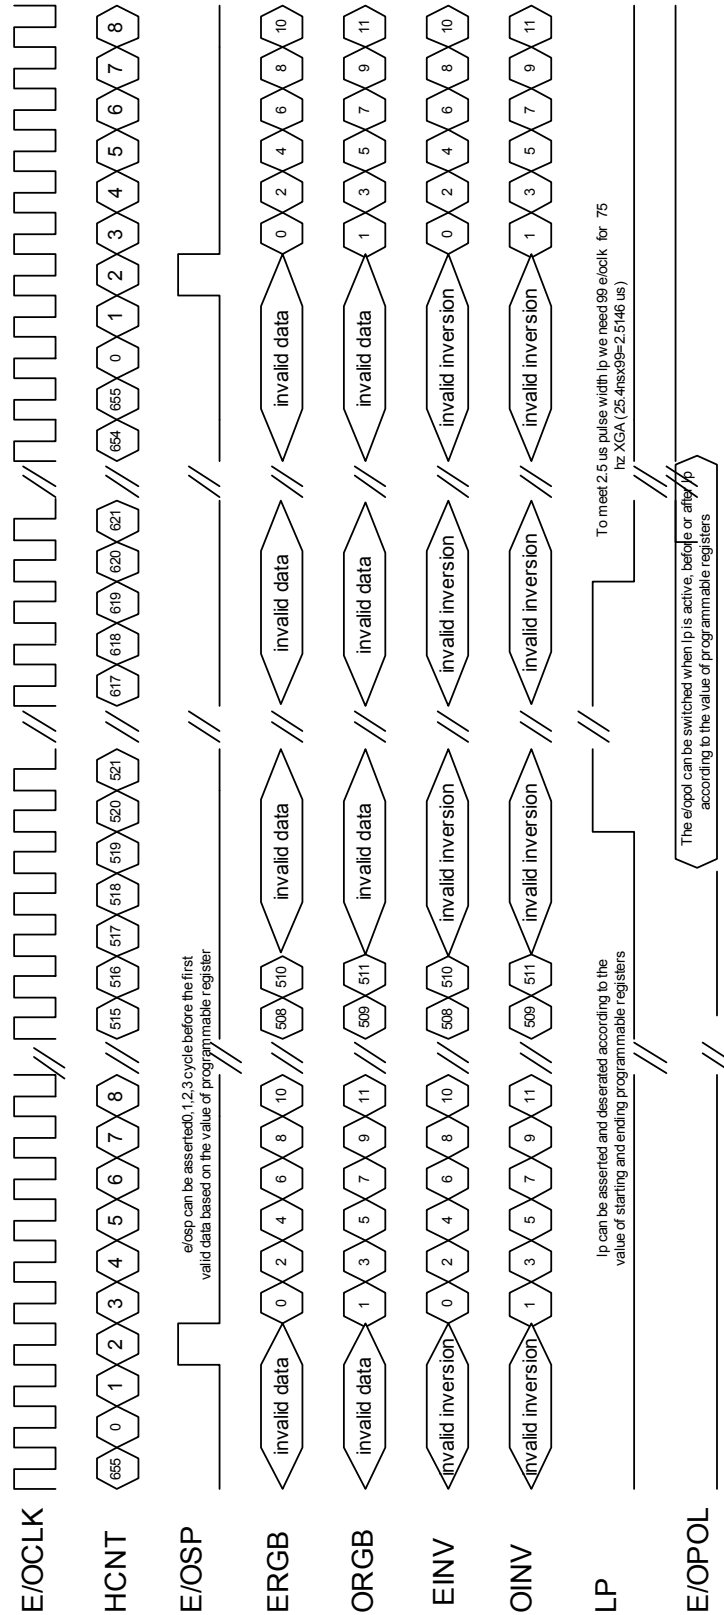 E/OCLK
HCNT
655 0 1 2 3 4 5 6 7 8 515 516 517 518 519 520 521 617 618 619 620 621 654 655 0 1 2 3 4 5 6 7 8
E/OSP
e/osp can be asserted0,1,2,3 cycle before the first
valid data based on the value of programmable register
ERGB
invalid data 0 2 4 6 8 10 508 510 invalid data invalid data invalid data 0 2 4 6 8 10
ORGB
invalid data 1 3 5 7 9 11 509 511 invalid data invalid data invalid data 1 3 5 7 9 11
EINV
invalid inversion 0 2 4 6 8 10 508 510 invalid inversion invalid inversion invalid inversion 0 2 4 6 8 10
OINV
invalid inversion 1 3 5 7 9 11 509 511 invalid inversion invalid inversion invalid inversion 1 3 5 7 9 11
LP
lp can be asserted and deserated according to the
value of starting and ending programmable registers
To meet 2.5 us pulse width lp we need 99 e/oclk for 75
hz XGA (25.4nsx99=2.5146 us)
E/OPOL
The e/opol can be switched when lp is active, before or after lp
according to the value of programmable registers